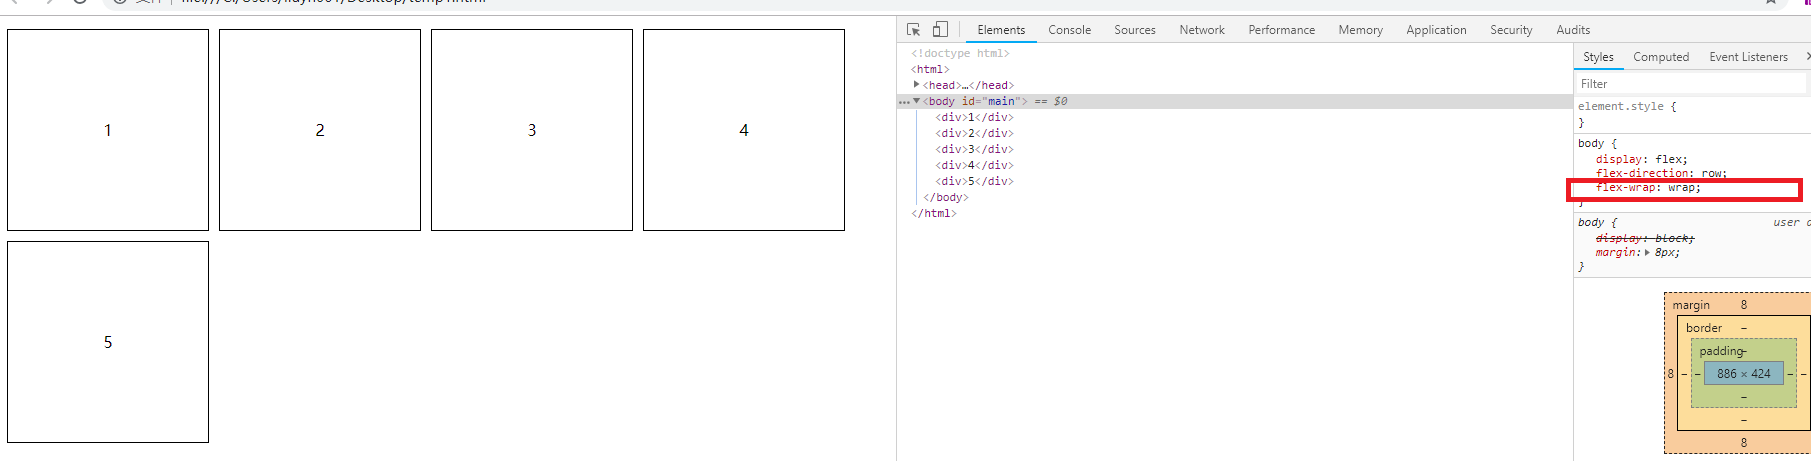 1
2
3
4
5
Elements Console Sources Network Performance Memory Application Security Audits
<!doctype html>
<html>
<head>…</head>
<body id="main"> == $0
<div>1</div>
<div>2</div>
<div>3</div>
<div>4</div>
<div>5</div>
</body>
</html>
Styles Computed Event Listeners
Filter
element.style {
}
body {
display: flex;
flex-direction: row;
flex-wrap: wrap;
}
body { user
display: block;
margin: 8px;
}
margin 8
border –
padding –
8 – – 886 × 424 – –
–
–
8